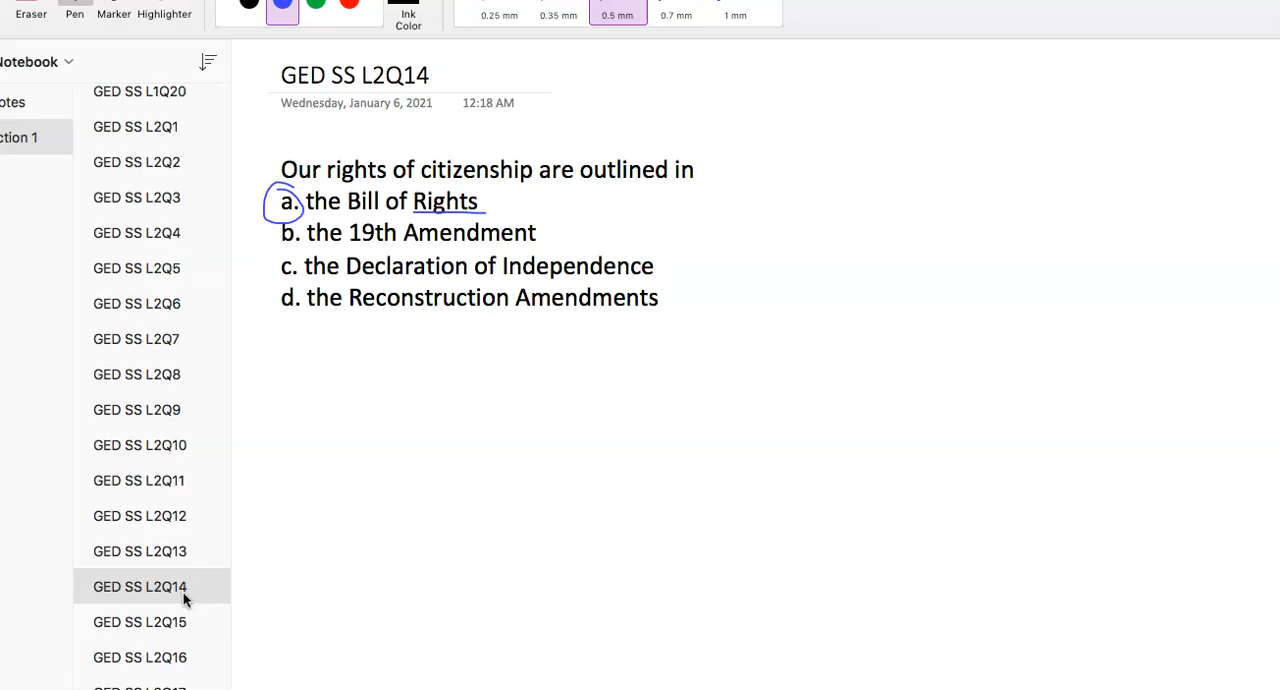 Eraser Pen Marker Highlighter Ink Color 0.25 mm 0.35 mm 0.5 mm 0.7 mm 1 mm
Notebook
otes
ction 1
GED SS L1Q20
GED SS L2Q1
GED SS L2Q2
GED SS L2Q3
GED SS L2Q4
GED SS L2Q5
GED SS L2Q6
GED SS L2Q7
GED SS L2Q8
GED SS L2Q9
GED SS L2Q10
GED SS L2Q11
GED SS L2Q12
GED SS L2Q13
GED SS L2Q14
GED SS L2Q15
GED SS L2Q16
GED SS L2Q14
Wednesday, January 6, 2021 12:18 AM
Our rights of citizenship are outlined in
a. the Bill of Rights
b. the 19th Amendment
c. the Declaration of Independence
d. the Reconstruction Amendments